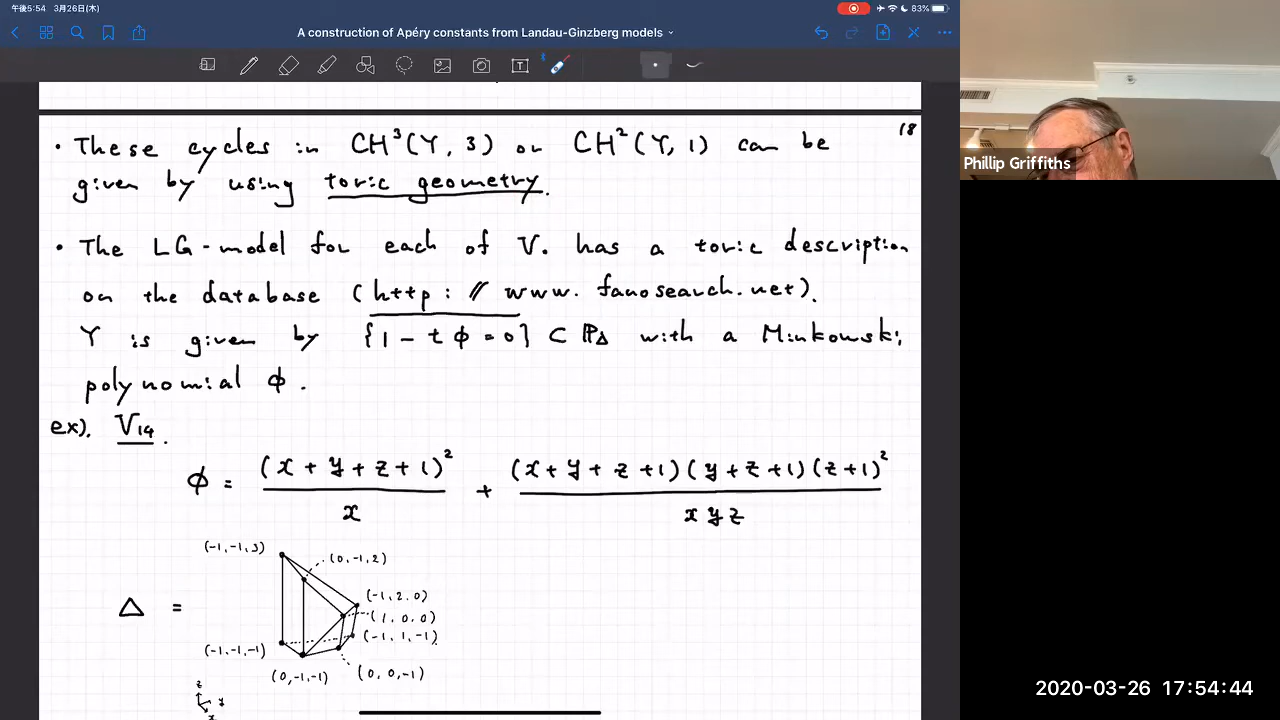 午後5:54 3月26日(木)
83%
A construction of Apéry constants from Landau-Ginzberg models
18
• These cycles in CH³(Y, 3) or CH²(Y, 1) can be
given by using toric geometry.
• The LG-model for each of V. has a toric description
on the database (http://www.fanosearch.net).
Y is given by {1 - tφ = 0} ⊂ ℙ_Δ with a Minkowski
polynomial φ.
ex). V₁₄.
φ = (x + y + z + 1)² / x + (x + y + z + 1)(y + z + 1)(z + 1)² / xyz
(-1,-1,3)
(0,-1,2)
(-1,2,0)
(1,0,0)
Δ =
(-1,1,-1)
(-1,-1,-1)
(0,-1,-1)
(0,0,-1)
z
y
x
Phillip Griffiths
2020-03-26 17:54:44